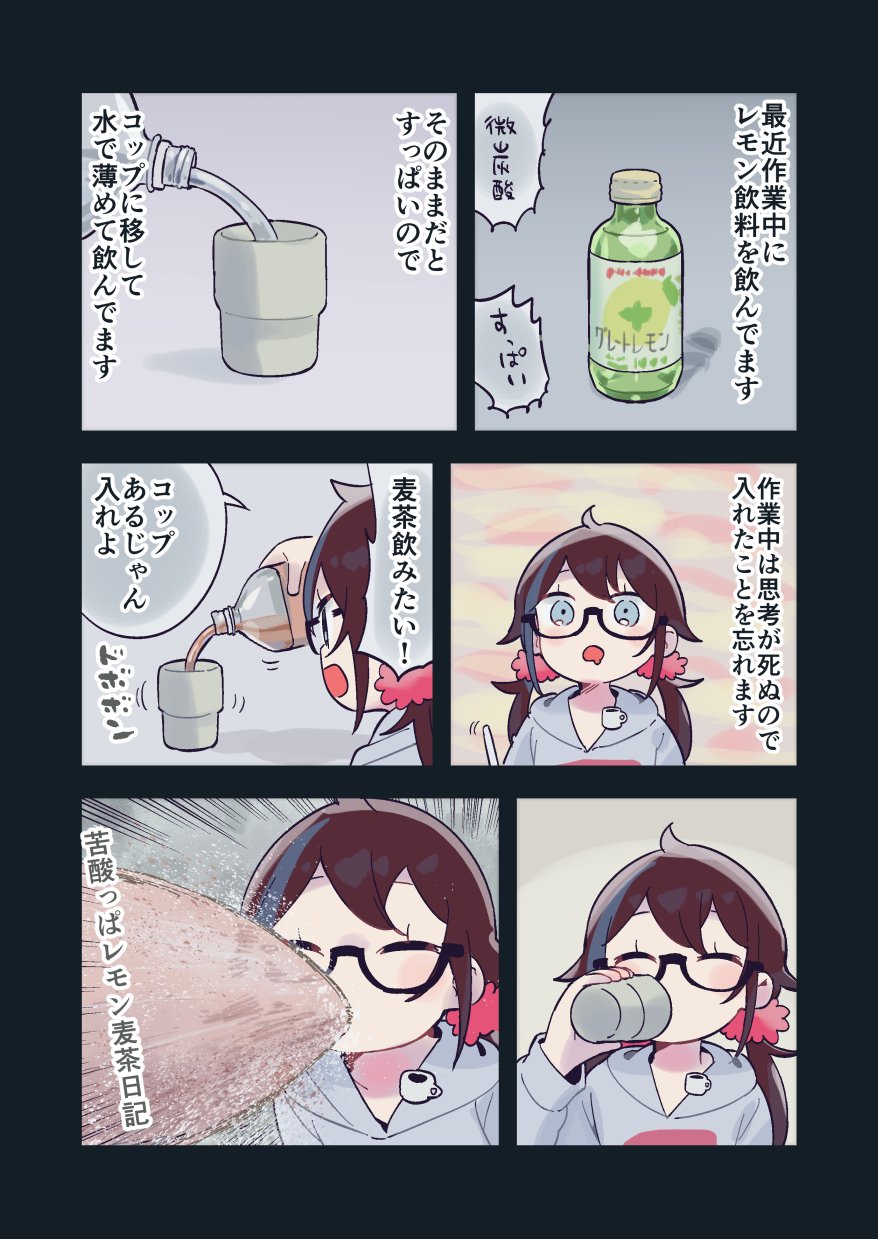 最近作業中に
レモン飲料を飲んでます
微炭酸
すっぱい
グレートレモン
そのままだと
すっぱいので
コップに移して
水で薄めて飲んでます
作業中は思考が死ぬので
入れたことを忘れます
麦茶飲みたい！
コップ
あるじゃん
入れよ
ドボボン
苦酸っぱレモン麦茶日記